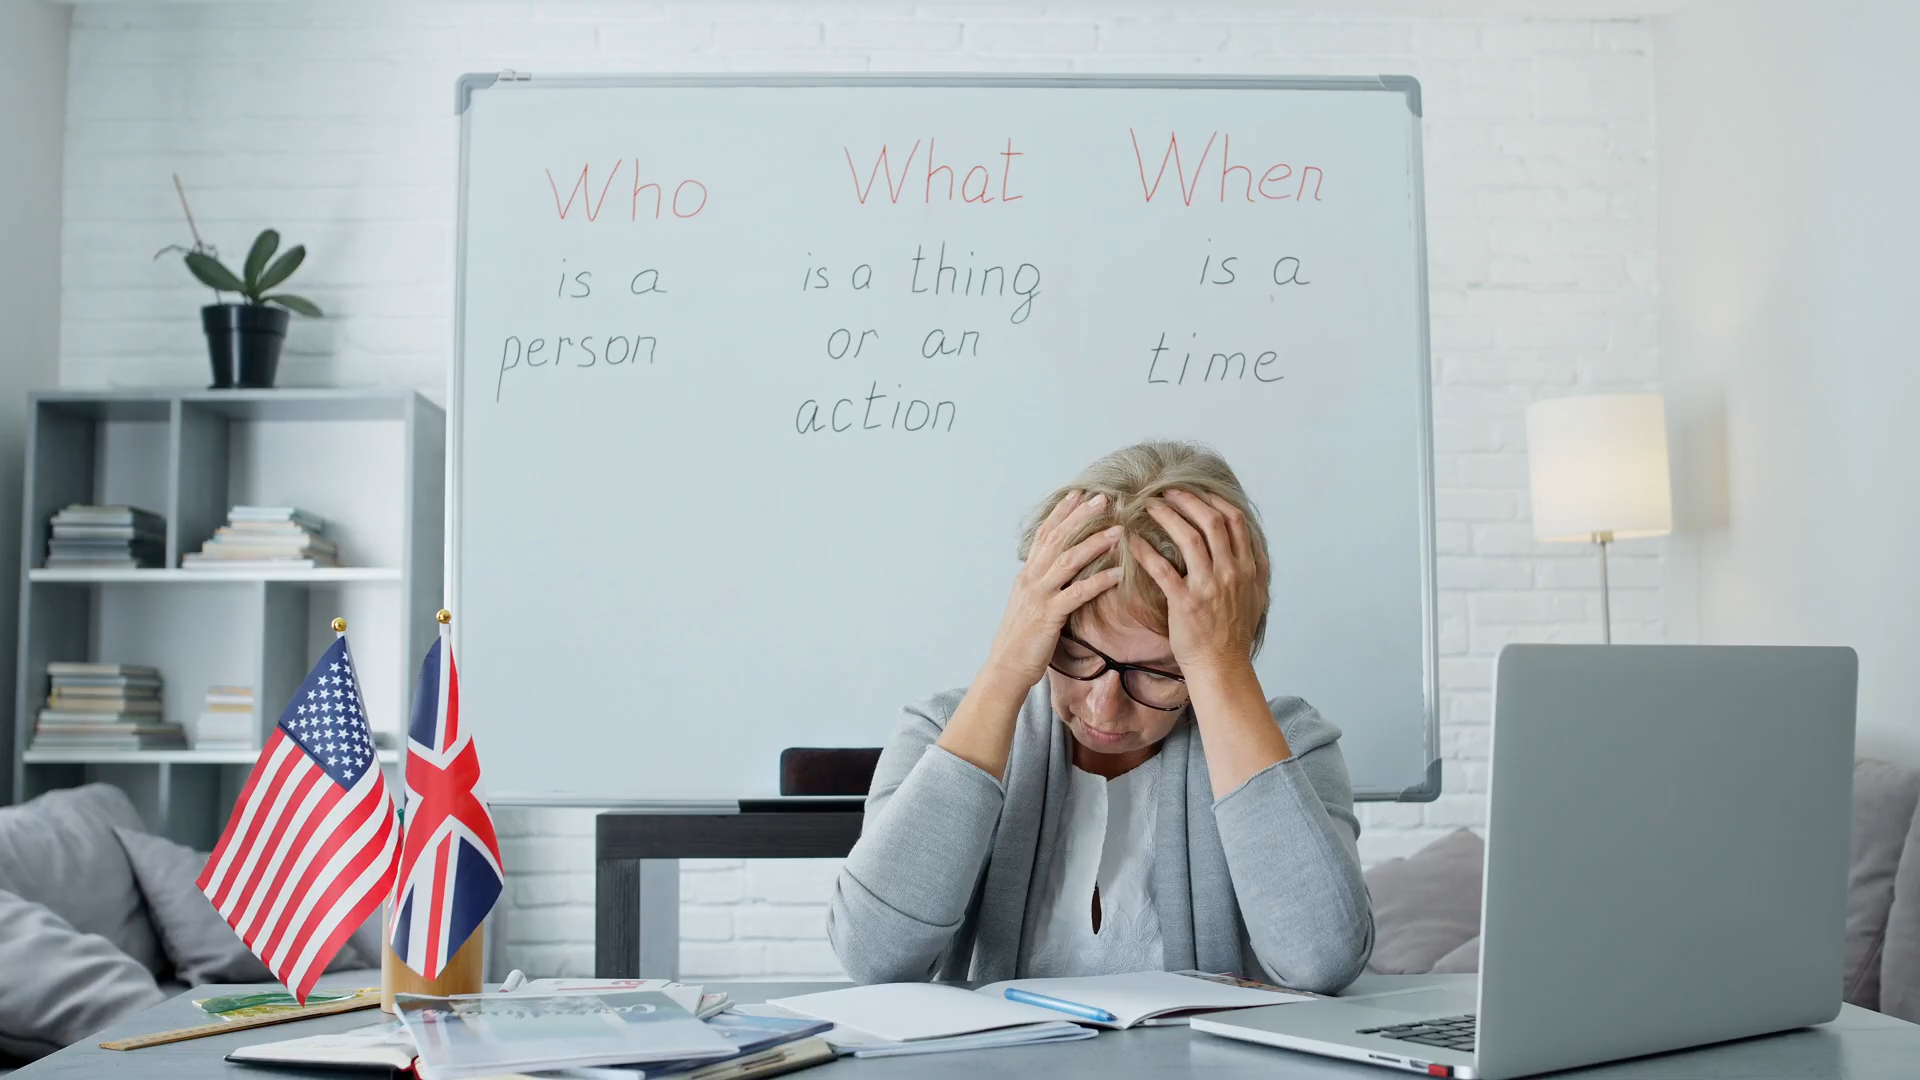 Who
is a
person
What
is a thing
or an
action
When
is a
time